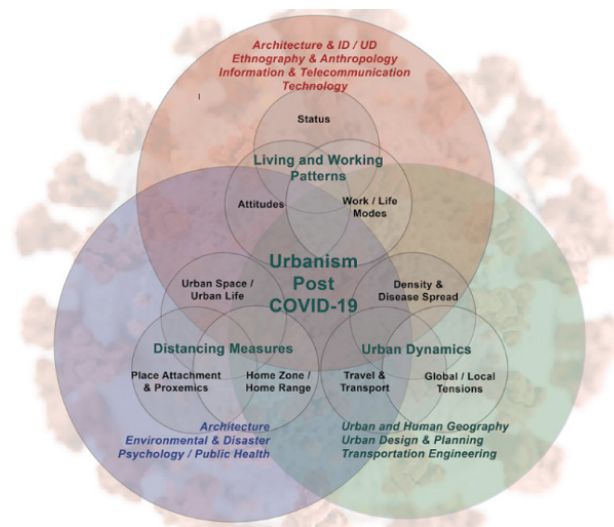 Architecture & ID / UD
Ethnography & Anthropology
Information & Telecommunication
Technology
Status
Living and Working
Patterns
Attitudes
Work / Life
Modes
Urbanism
Post
COVID-19
Urban Space /
Urban Life
Density &
Disease Spread
Distancing Measures
Urban Dynamics
Place Attachment
& Proxemics
Home Zone /
Home Range
Travel &
Transport
Global / Local
Tensions
Architecture
Environmental & Disaster
Psychology / Public Health
Urban and Human Geography
Urban Design & Planning
Transportation Engineering